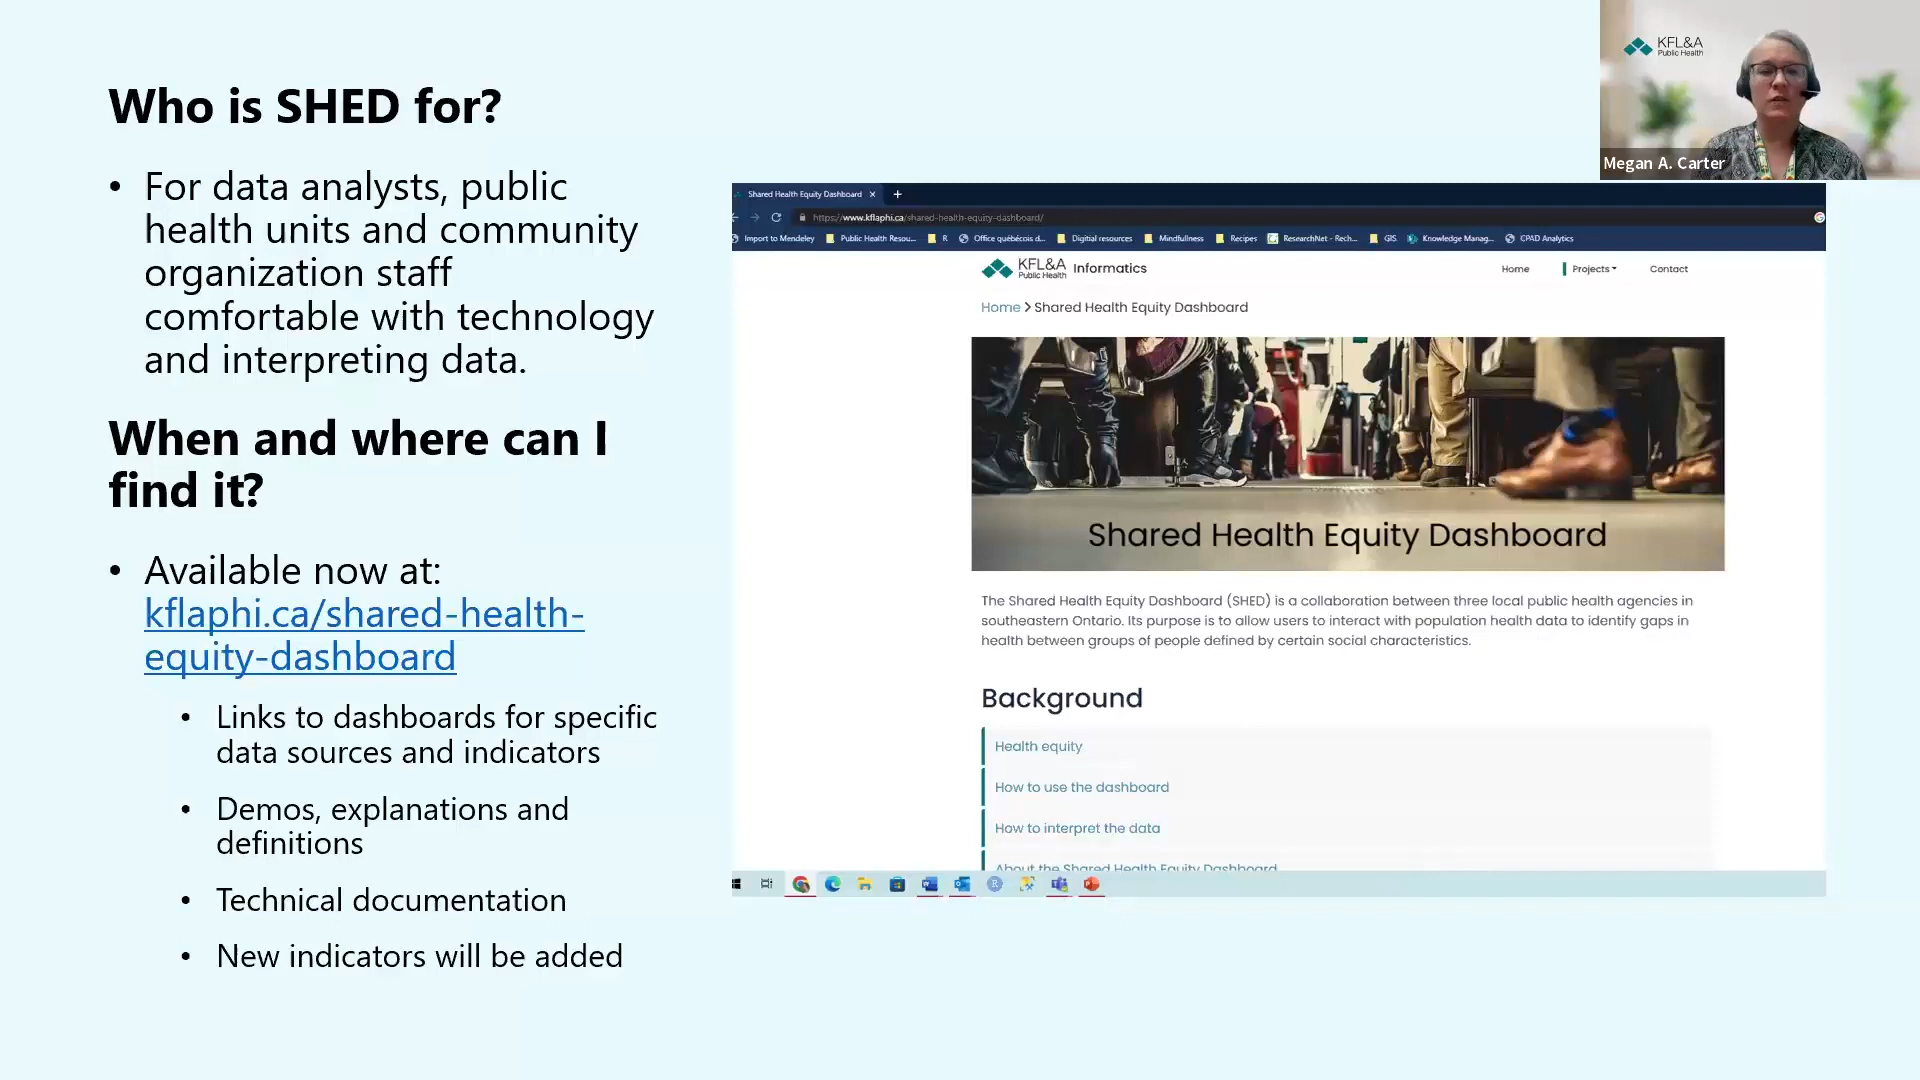 Who is SHED for?
• For data analysts, public
health units and community
organization staff
comfortable with technology
and interpreting data.
When and where can I
find it?
• Available now at:
kflaphi.ca/shared-health-
equity-dashboard
• Links to dashboards for specific
data sources and indicators
• Demos, explanations and
definitions
• Technical documentation
• New indicators will be added
KFL&A
Public Health
Megan A. Carter
Shared Health Equity Dashboard
https://www.kflaphi.ca/shared-health-equity-dashboard/
Import to Mendeley Public Health Resou... R Office québécois d... Digitial resources Mindfullness Recipes ResearchNet - Rech... GIS Knowledge Manag... CPAD Analytics
KFL&A Public Health Informatics Home Projects Contact
Home > Shared Health Equity Dashboard
Shared Health Equity Dashboard
The Shared Health Equity Dashboard (SHED) is a collaboration between three local public health agencies in
southeastern Ontario. Its purpose is to allow users to interact with population health data to identify gaps in
health between groups of people defined by certain social characteristics.
Background
Health equity
How to use the dashboard
How to interpret the data
About the Shared Health Equity Dashboard